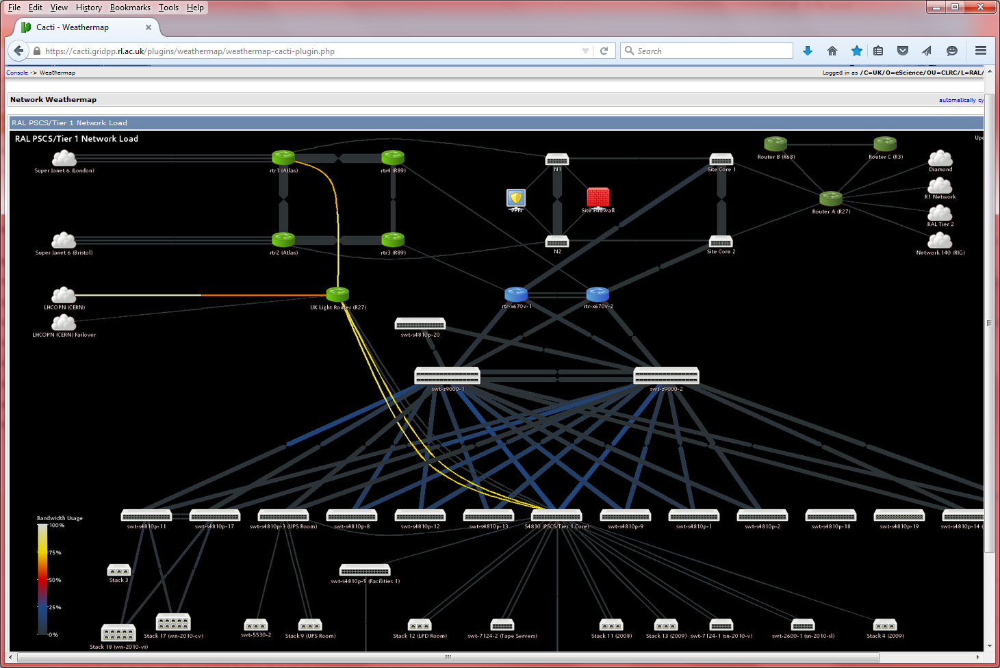 File Edit View History Bookmarks Tools Help
Cacti - Weathermap
https://cacti.gridpp.rl.ac.uk/plugins/weathermap/weathermap-cacti-plugin.php
Search
Console -> Weathermap
Logged in as /C=UK/O=eScience/OU=CLRC/L=RAL/
Network Weathermap
automatically cy
RAL PSCS/Tier 1 Network Load
RAL PSCS/Tier 1 Network Load
Upd
Super Janet 6 (London)
rtr1 (Atlas)
rtr4 (R89)
N1
Site Core 1
Router B (R68)
Router C (R3)
Diamond
VPN
Site Firewall
Router A (R27)
R1 Network
RAL Tier 2
Super Janet 6 (Bristol)
rtr2 (Atlas)
rtr3 (R89)
N2
Site Core 2
Network 140 (RIG)
LHCOPN (CERN)
UK Light Router (R27)
rtr-x670v-1
rtr-x670v-2
LHCOPN (CERN) Failover
swt-s4810p-20
swt-z9000-1
swt-z9000-2
swt-s4810p-11
swt-s4810p-17
swt-s4810p-3 (UPS Room)
swt-s4810p-8
swt-s4810p-12
swt-s4810p-13
S4810 (PSCS/Tier 1 Core)
swt-s4810p-9
swt-s4810p-1
swt-s4810p-2
swt-s4810p-18
swt-s4810p-19
swt-s4810p-14 (
Bandwidth Usage
100%
75%
50%
25%
0%
Stack 3
swt-s4810p-5 (Facilities 1)
Stack 18 (wn-2010-vi)
Stack 17 (wn-2010-cv)
swt-5530-2
Stack 9 (UPS Room)
Stack 12 (LPD Room)
swt-7124-2 (Tape Servers)
Stack 11 (2008)
Stack 13 (2009)
swt-7124-1 (sn-2010-v)
swt-2600-1 (sn-2010-sl)
Stack 4 (2009)